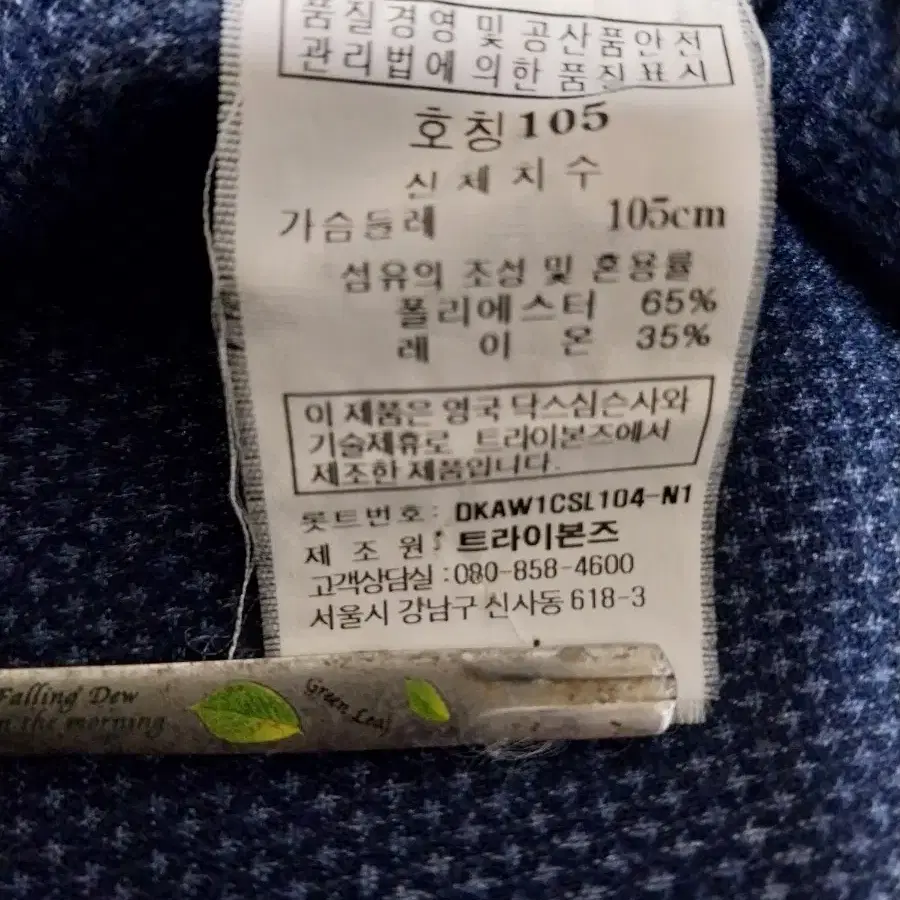 품질경영 및 공산품안전
관리법에 의한 품질표시
호칭105
신체치수
가슴둘레 105cm
섬유의 조성 및 혼용률
폴리에스터 65%
레이온 35%
이 제품은 영국 닥스심슨사와
기술제휴로 트라이본즈에서
제조한 제품입니다.
롯트번호: DKAW1CSL104-N1
제조원: 트라이본즈
고객상담실:080-858-4600
서울시 강남구 신사동 618-3
Falling Dew
in the morning
Green Leaf